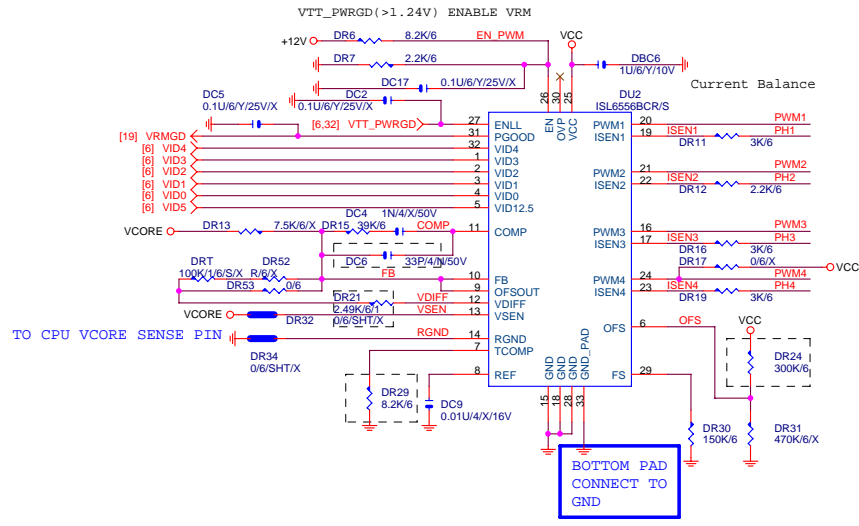 VTT_PWRGD(>1.24V) ENABLE VRM
+12V
DR6
8.2K/6
EN_PWM
VCC
DR7
2.2K/6
DBC6
1U/6/Y/10V
DC17
0.1U/6/Y/25V/X
DC5
0.1U/6/Y/25V/X
DC2
0.1U/6/Y/25V/X
Current Balance
DU2
ISL6556BCR/S
26
30
25
EN
OVP
VCC
[6,32] VTT_PWRGD
27
ENLL
[19] VRMGD
31
PGOOD
[6] VID4
32
VID4
[6] VID3
1
VID3
[6] VID2
2
VID2
[6] VID1
3
VID1
[6] VID0
4
VID0
[6] VID5
5
VID12.5
20
PWM1
PWM1
19
ISEN1
ISEN1
DR11
3K/6
PH1
21
PWM2
PWM2
22
ISEN2
ISEN2
DR12
2.2K/6
PH2
16
PWM3
PWM3
17
ISEN3
ISEN3
DR16
3K/6
PH3
DR17
0/6/X
VCC
24
PWM4
PWM4
23
ISEN4
ISEN4
DR19
3K/6
PH4
VCORE
DR13
7.5K/6/X
DR15
39K/6
DC4
1N/4/X/50V
COMP
11
COMP
DC6
33P/4/N/50V
DRT
100K/1/6/S/X
DR52
R/6/X
DR53
0/6
FB
10
FB
9
OFSOUT
DR21
2.49K/6/1
VDIFF
12
VDIFF
VCORE
DR32
0/6/SHT/X
VSEN
13
VSEN
TO CPU VCORE SENSE PIN
DR34
0/6/SHT/X
RGND
14
RGND
7
TCOMP
DR29
8.2K/6
8
REF
DC9
0.01U/4/X/16V
6
OFS
OFS
VCC
DR24
300K/6
29
FS
DR30
150K/6
DR31
470K/6/X
GND
GND
GND
GND_PAD
15
18
28
33
BOTTOM PAD
CONNECT TO
GND